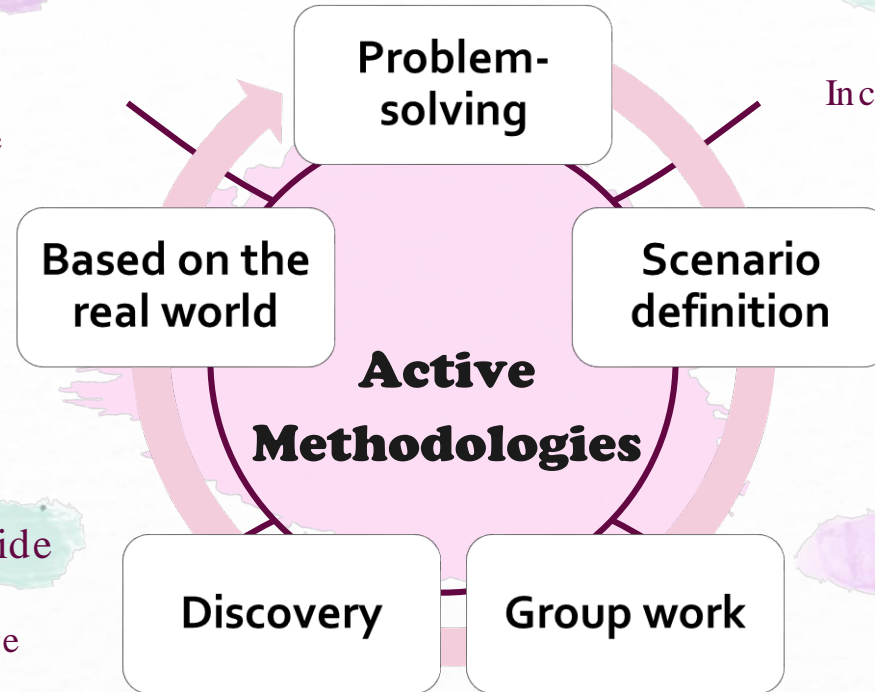 Problem-
solving
Inc
e
Based on the
real world
Scenario
definition
Active
Methodologies
ide
e
Discovery
Group work